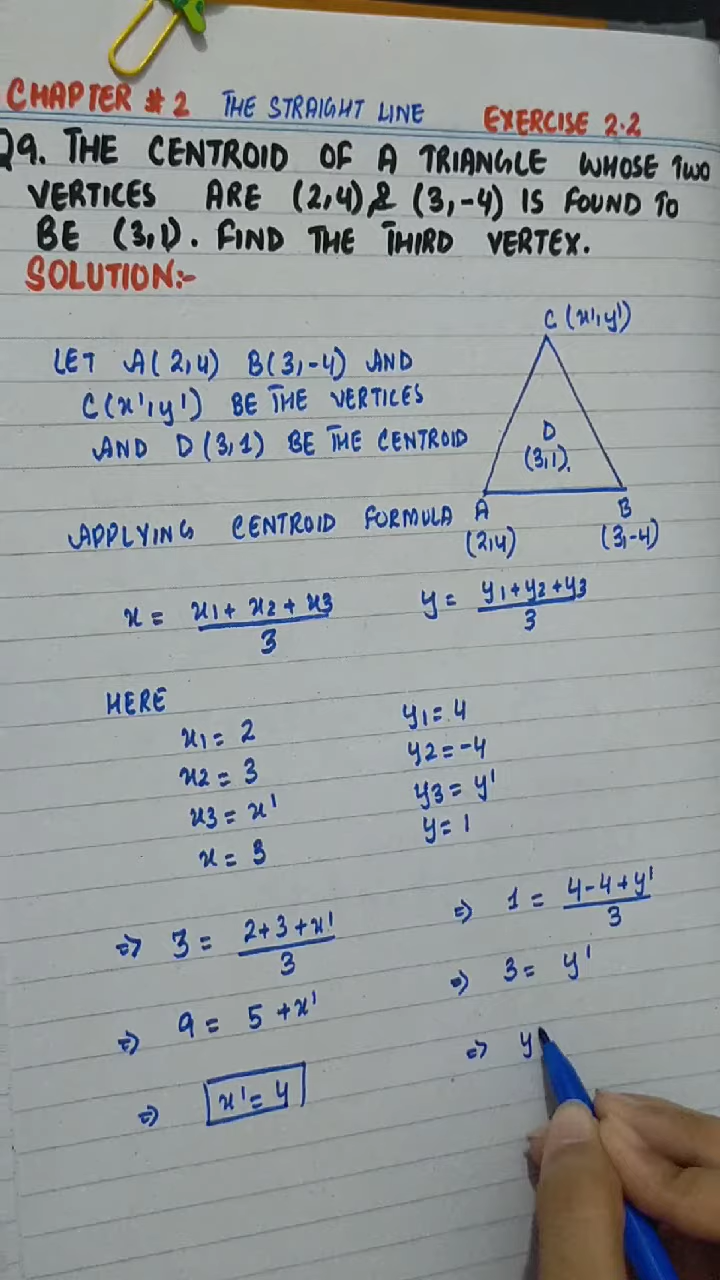 CHAPTER # 2 THE STRAIGHT LINE EXERCISE 2.2
Q9. THE CENTROID OF A TRIANGLE WHOSE TWO
VERTICES ARE (2,4) & (3,-4) IS FOUND TO
BE (3,1). FIND THE THIRD VERTEX.
SOLUTION:-
C (x',y')
LET A(2,4) B(3,-4) AND
C(x',y') BE THE VERTICES
AND D (3,1) BE THE CENTROID
D
(3,1).
APPLYING CENTROID FORMULA
A B
(2,4) (3,-4)
x = x1 + x2 + x3 / 3 y = y1+y2+y3 / 3
HERE
x1 = 2 y1 = 4
x2 = 3 y2 = -4
x3 = x' y3 = y'
x = 3 y = 1
=> 3 = 2+3+x' / 3 => 1 = 4-4+y' / 3
=> 9 = 5 + x' => 3 = y'
=> x' = 4 => y